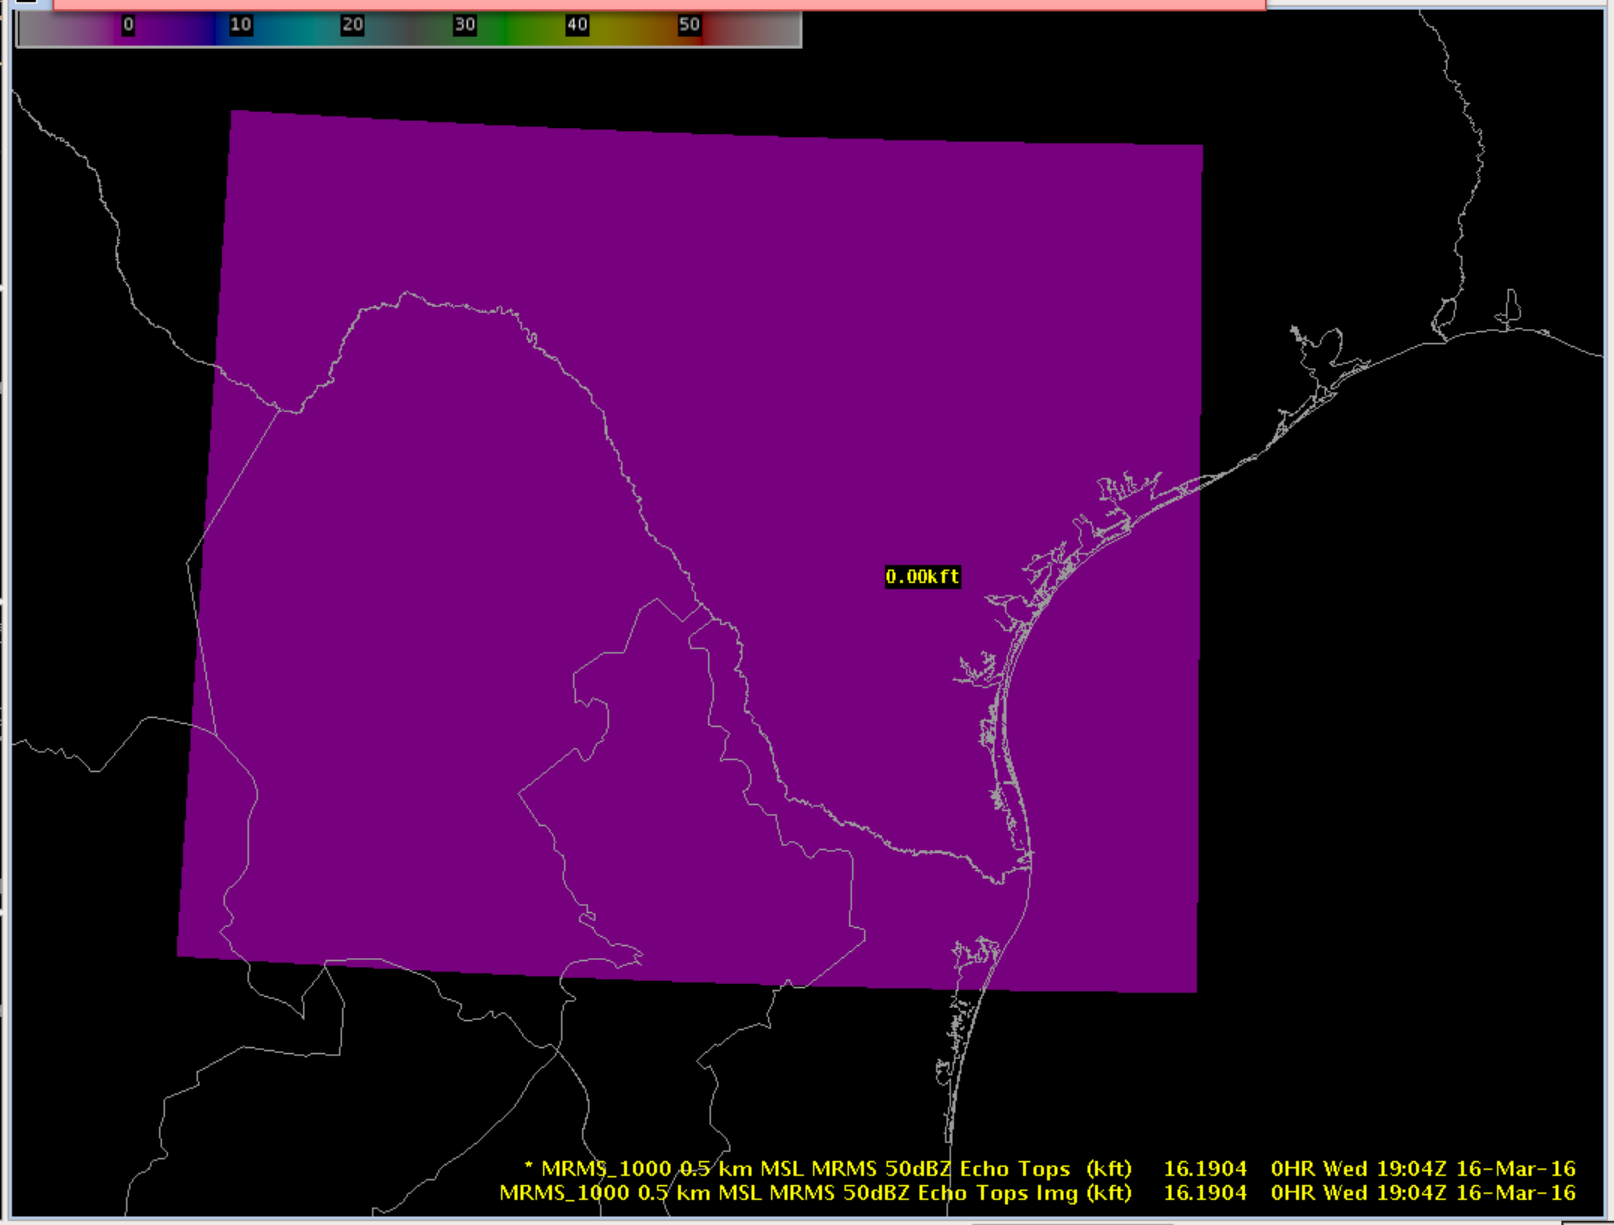 0 10 20 30 40 50
0.00kft
* MRMS_1000 0.5 km MSL MRMS 50dBZ Echo Tops (kft) 16.1904 0HR Wed 19:04Z 16-Mar-16
MRMS_1000 0.5 km MSL MRMS 50dBZ Echo Tops Img (kft) 16.1904 0HR Wed 19:04Z 16-Mar-16